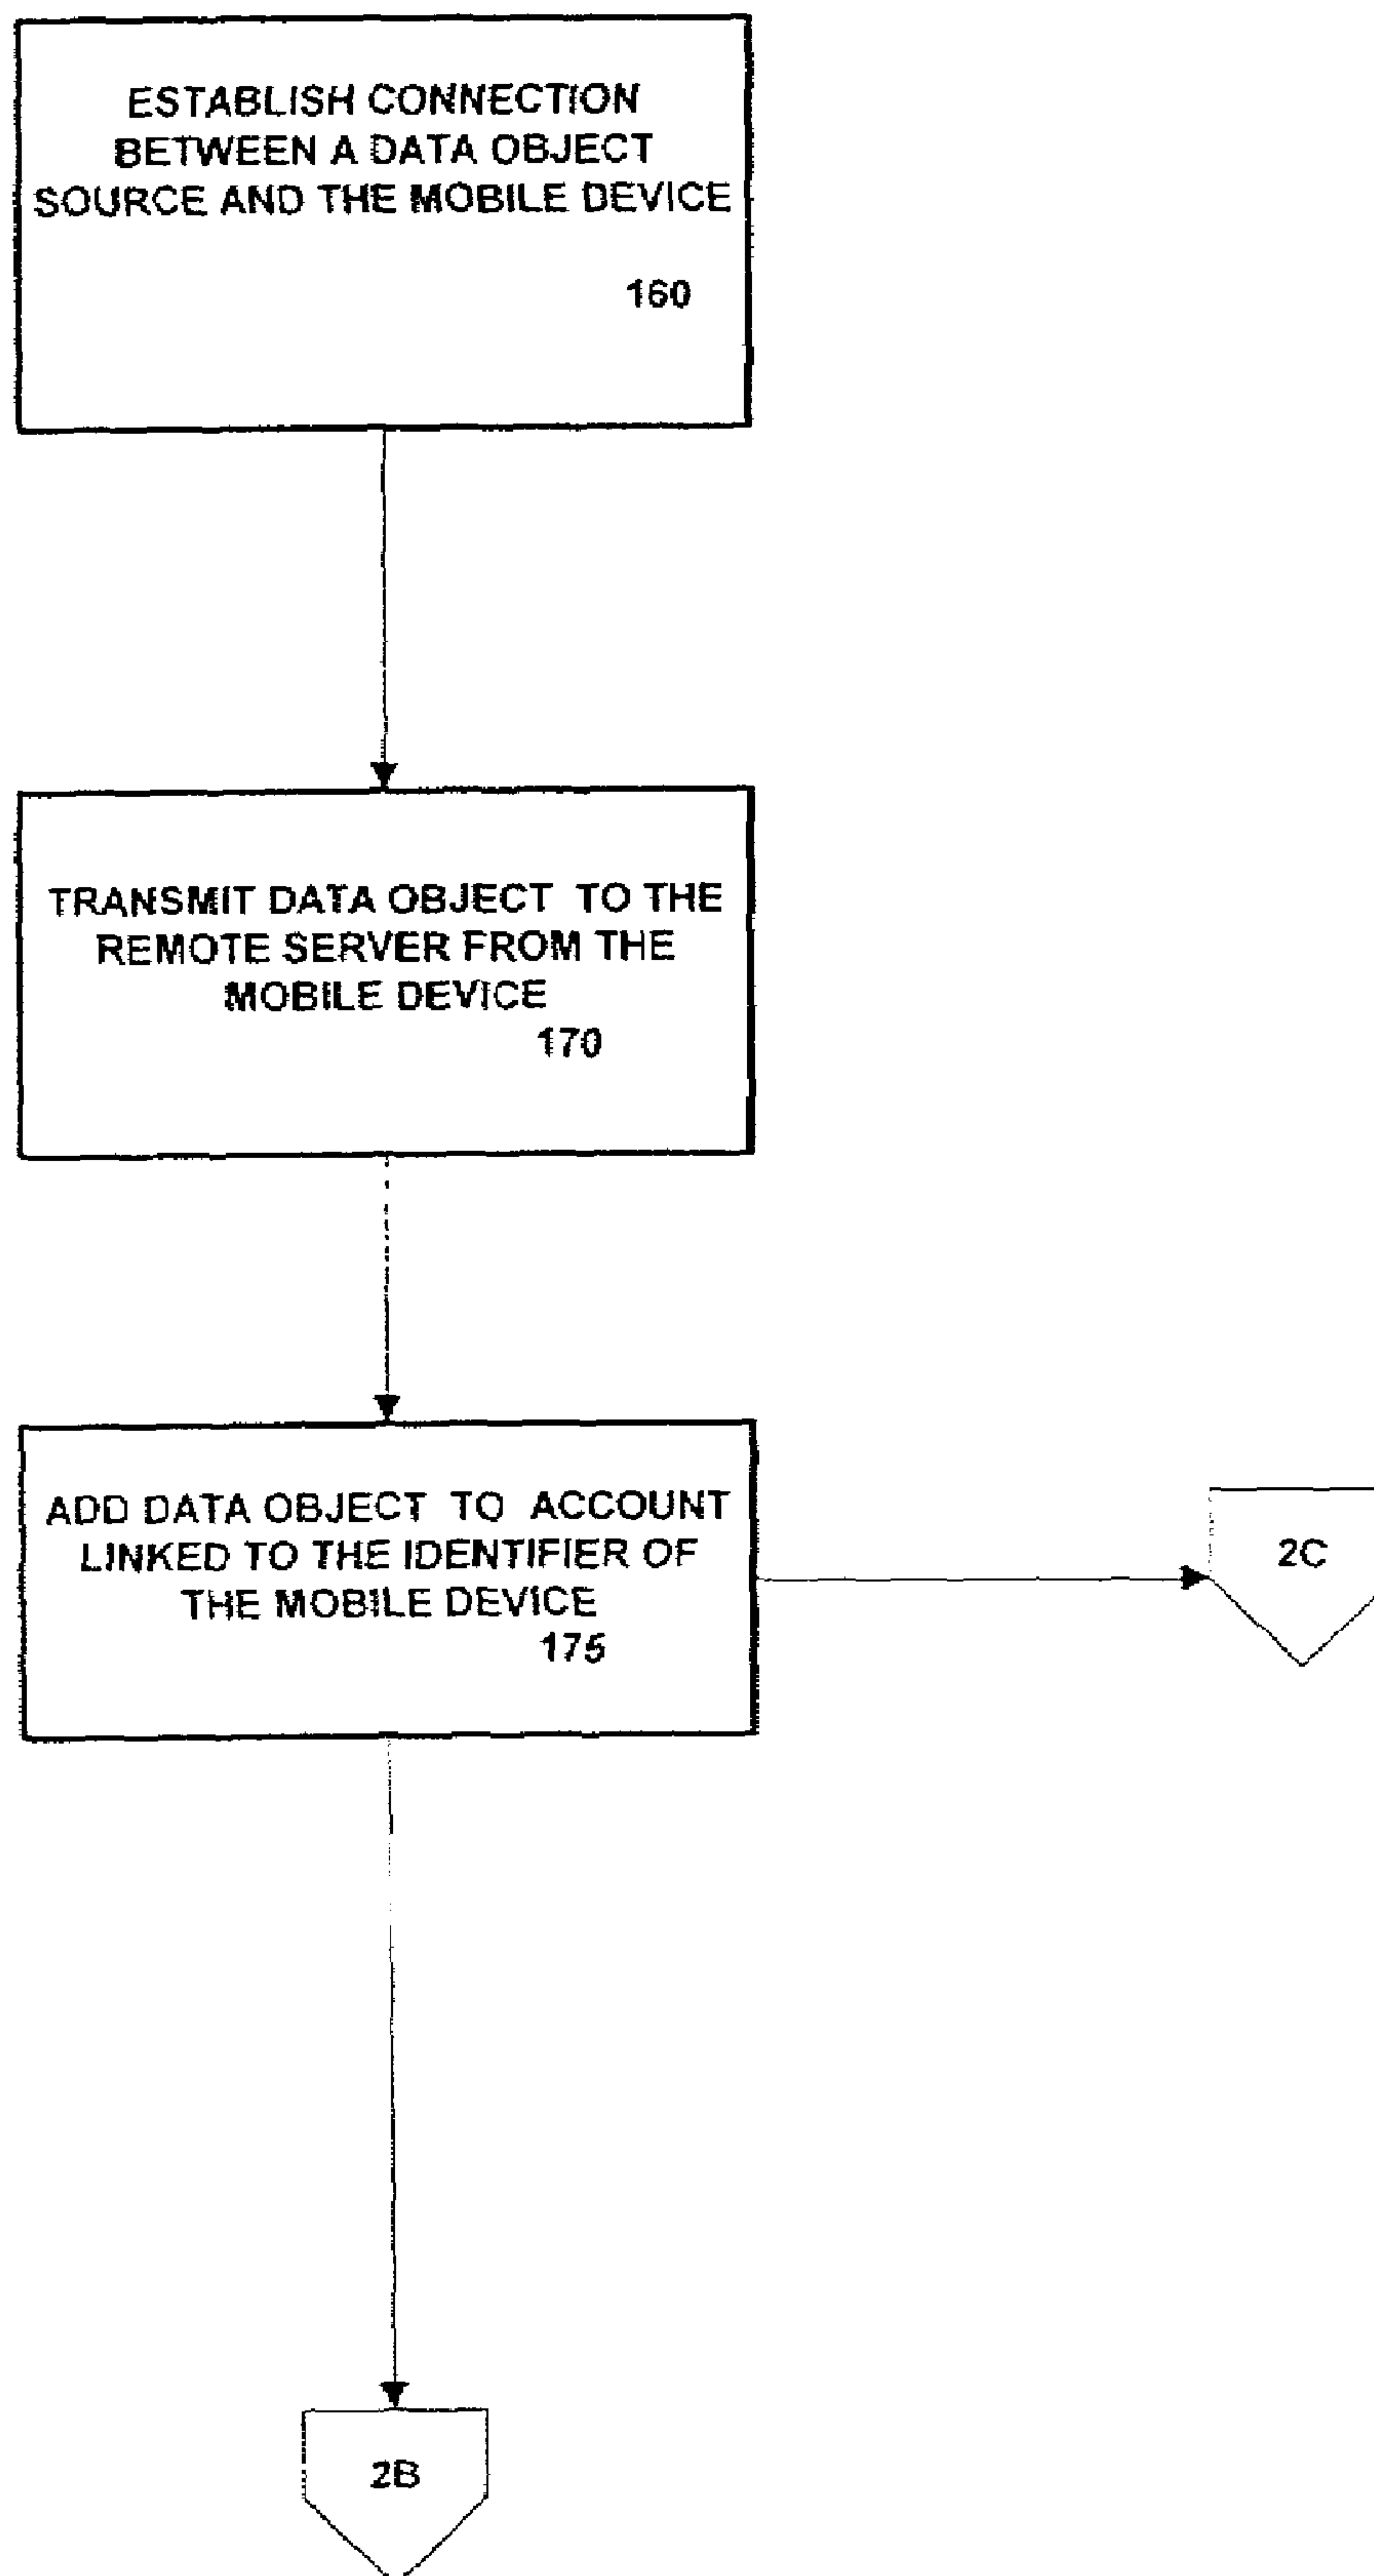 ESTABLISH CONNECTION
BETWEEN A DATA OBJECT
SOURCE AND THE MOBILE DEVICE
160
TRANSMIT DATA OBJECT TO THE
REMOTE SERVER FROM THE
MOBILE DEVICE
170
ADD DATA OBJECT TO ACCOUNT
LINKED TO THE IDENTIFIER OF
THE MOBILE DEVICE
175
2C
2B